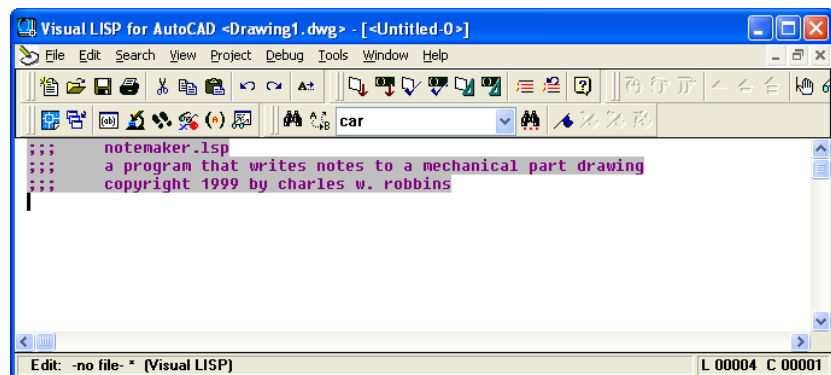 Visual LISP for AutoCAD <Drawing1.dwg> - [<Untitled-0>]
File Edit Search View Project Debug Tools Window Help
car
;;; notemaker.lsp
;;; a program that writes notes to a mechanical part drawing
;;; copyright 1999 by charles w. robbins
Edit: -no file- * (Visual LISP) L 00004 C 00001